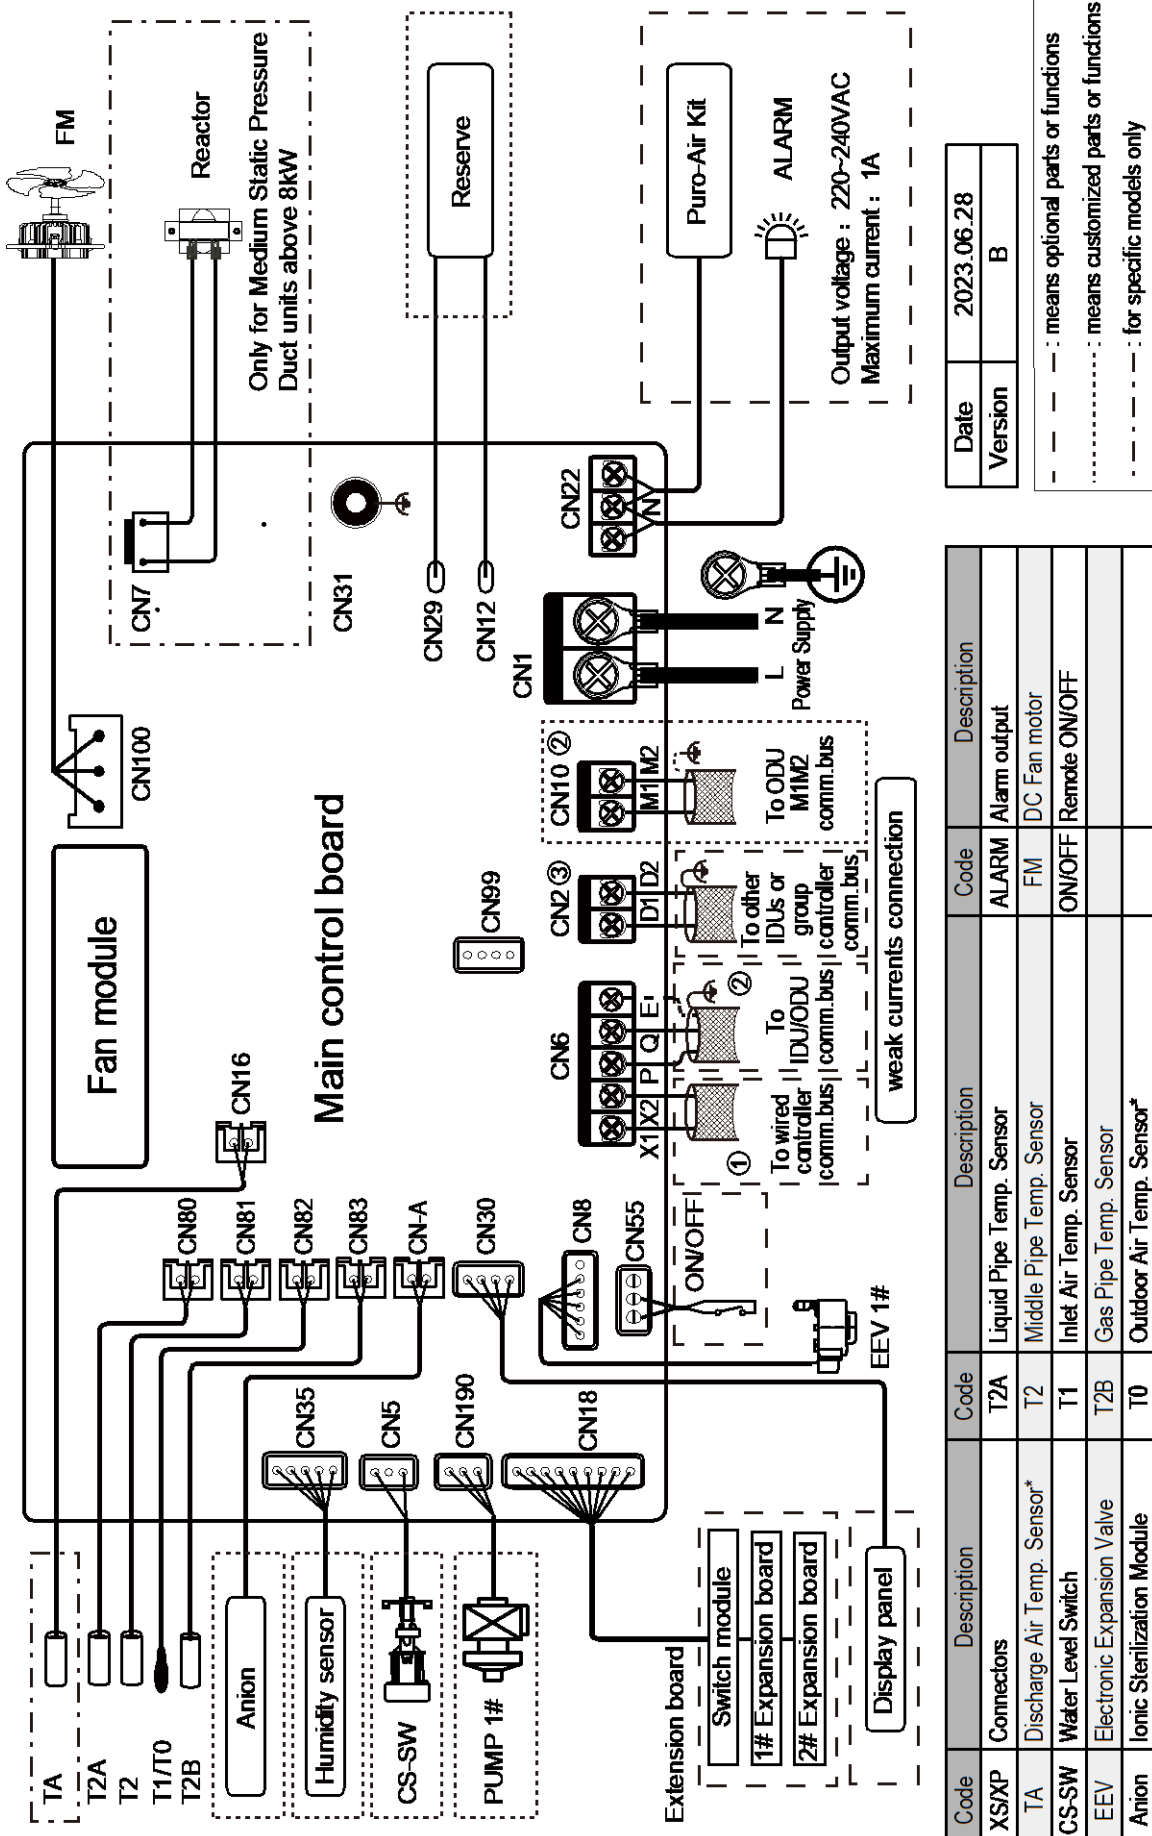 TA
T2A
T2
T1/T0
T2B
Anion
Humidity sensor
CS-SW
PUMP 1#
Extension board
Switch module
1# Expansion board
2# Expansion board
Display panel
CN16
CN80
CN81
CN82
CN83
CN-A
CN30
CN35
CN5
CN190
CN18
CN8
CN55
ON/OFF
EEV 1#
Fan module
Main control board
CN100
CN99
CN7
CN31
CN29
CN12
FM
Reactor
Only for Medium Static Pressure
Duct units above 8kW
Reserve
CN6
X1 X2 P Q E
①
To wired
controller
comm.bus
②
To
IDU/ODU
comm.bus
CN2 ③
D1 D2
To other
IDUs or
group
controller
comm.bus
CN10 ②
M1 M2
To ODU
M1M2
comm.bus
weak currents connection
CN1
L N
Power Supply
CN22
N
Puro-Air Kit
ALARM
Output voltage : 220~240VAC
Maximum current : 1A
Code Description Code Description Code Description
XS/XP Connectors T2A Liquid Pipe Temp. Sensor ALARM Alarm output
TA Discharge Air Temp. Sensor* T2 Middle Pipe Temp. Sensor FM DC Fan motor
CS-SW Water Level Switch T1 Inlet Air Temp. Sensor ON/OFF Remote ON/OFF
EEV Electronic Expansion Valve T2B Gas Pipe Temp. Sensor
Anion Ionic Sterilization Module T0 Outdoor Air Temp. Sensor*
Date 2023.06.28
Version B
: means optional parts or functions
: means customized parts or functions
: for specific models only